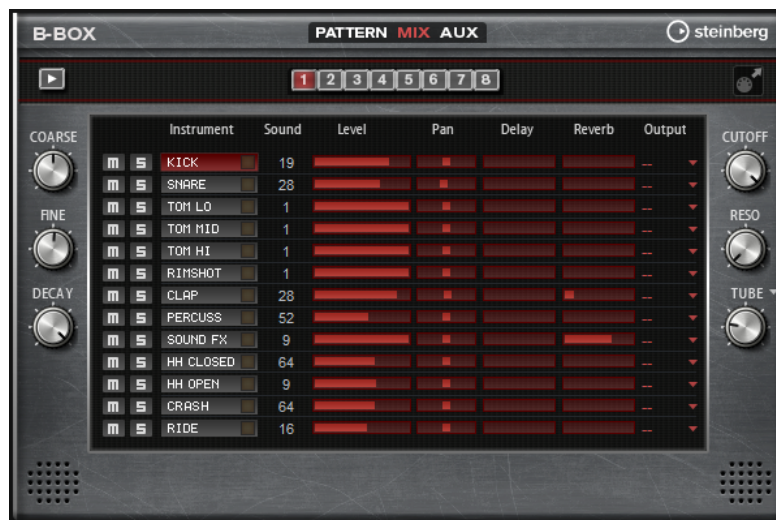 B-BOX PATTERN MIX AUX steinberg
1 2 3 4 5 6 7 8
COARSE Instrument Sound Level Pan Delay Reverb Output CUTOFF
m S KICK 19 --
m S SNARE 28 --
FINE m S TOM LO 1 -- RESO
m S TOM MID 1 --
m S TOM HI 1 --
m S RIMSHOT 1 --
DECAY m S CLAP 28 -- TUBE
m S PERCUSS 52 --
m S SOUND FX 9 --
m S HH CLOSED 64 --
m S HH OPEN 9 --
m S CRASH 64 --
m S RIDE 16 --